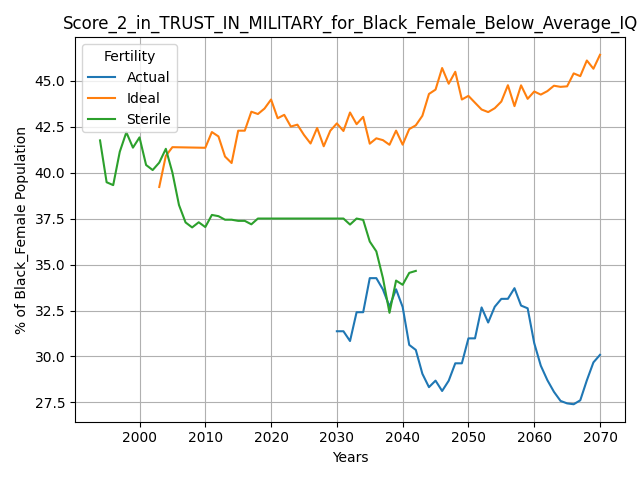 Score_2_in_TRUST_IN_MILITARY_for_Black_Female_Below_Average_IQ
Fertility
Actual
Ideal
Sterile
% of Black_Female Population
45.0
42.5
40.0
37.5
35.0
32.5
30.0
27.5
2000 2010 2020 2030 2040 2050 2060 2070
Years